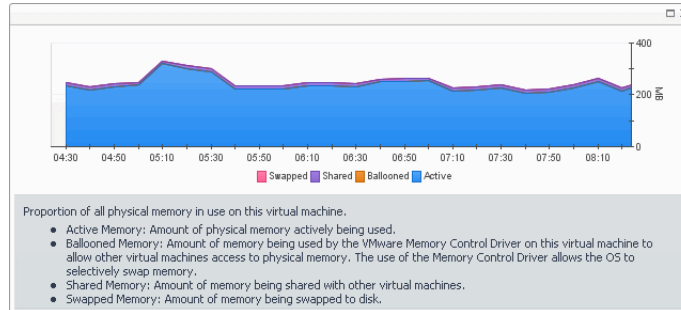 400
200
0
MB
04:30 04:50 05:10 05:30 05:50 06:10 06:30 06:50 07:10 07:30 07:50 08:10
Swapped Shared Ballooned Active
Proportion of all physical memory in use on this virtual machine.
• Active Memory: Amount of physical memory actively being used.
• Ballooned Memory: Amount of memory being used by the VMware Memory Control Driver on this virtual machine to
allow other virtual machines access to physical memory. The use of the Memory Control Driver allows the OS to
selectively swap memory.
• Shared Memory: Amount of memory being shared with other virtual machines.
• Swapped Memory: Amount of memory being swapped to disk.